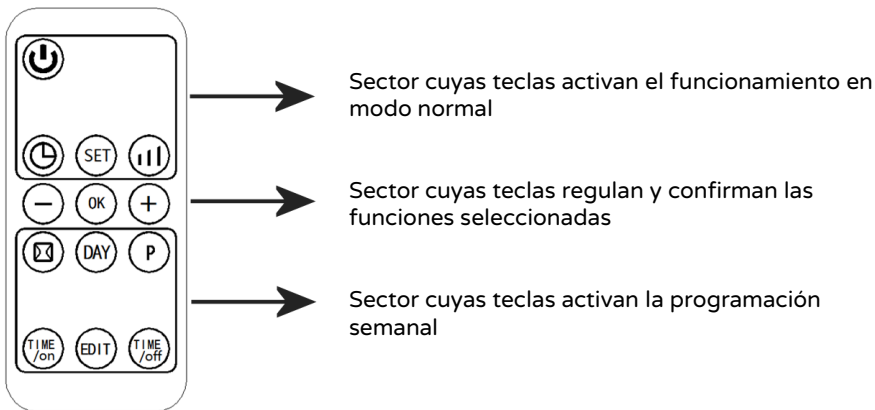 Sector cuyas teclas activan el funcionamiento en
modo normal
SET
Sector cuyas teclas regulan y confirman las
funciones seleccionadas
− OK +
DAY P
Sector cuyas teclas activan la programación
semanal
TIME
/on
EDIT
TIME
/off